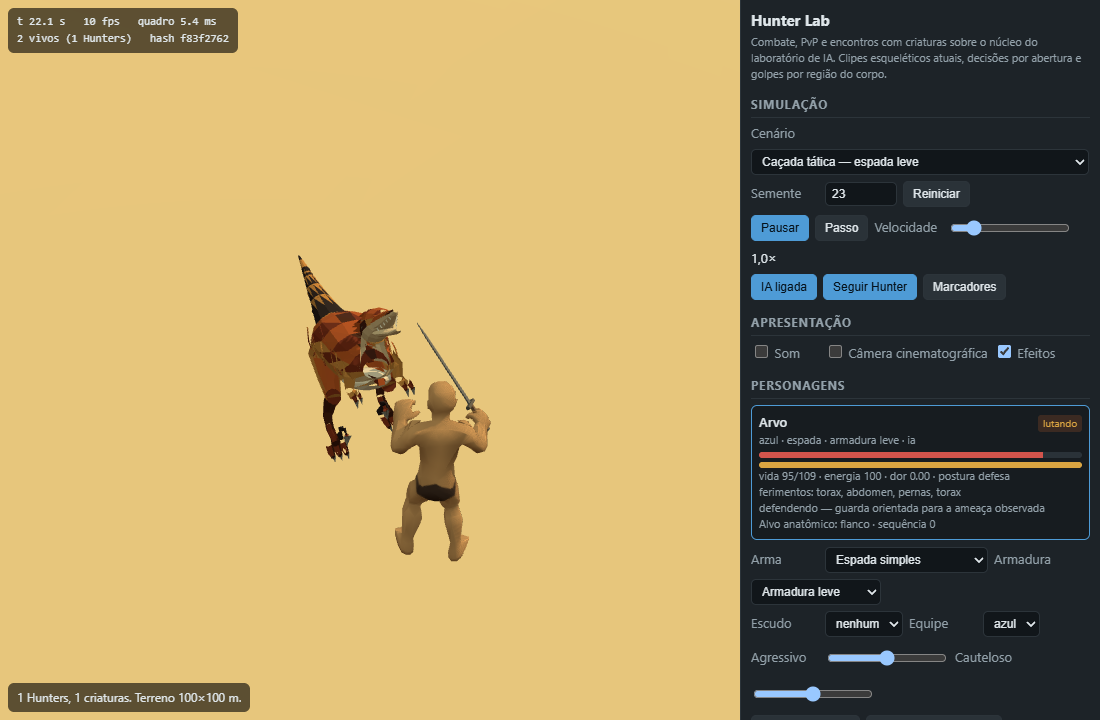 t 22.1 s 10 fps quadro 5.4 ms
2 vivos (1 Hunters) hash f83f2762
1 Hunters, 1 criaturas. Terreno 100×100 m.
Hunter Lab
Combate, PvP e encontros com criaturas sobre o núcleo do
laboratório de IA. Clipes esqueléticos atuais, decisões por abertura e
golpes por região do corpo.
SIMULAÇÃO
Cenário
Caçada tática — espada leve
Semente 23 Reiniciar
Pausar Passo Velocidade
1,0×
IA ligada Seguir Hunter Marcadores
APRESENTAÇÃO
Som Câmera cinematográfica Efeitos
PERSONAGENS
Arvo lutando
azul · espada · armadura leve · ia
vida 95/109 · energia 100 · dor 0.00 · postura defesa
ferimentos: torax, abdomen, pernas, torax
defendendo — guarda orientada para a ameaça observada
Alvo anatômico: flanco · sequência 0
Arma Espada simples Armadura
Armadura leve
Escudo nenhum Equipe azul
Agressivo Cauteloso